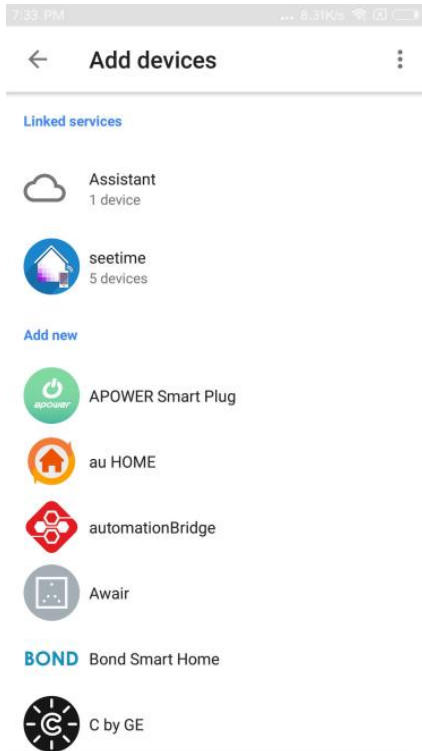 7:33 PM
... 8.31K/s
Add devices
Linked services
Assistant
1 device
seetime
5 devices
Add new
apower
APOWER Smart Plug
au HOME
automationBridge
Awair
BOND Bond Smart Home
C
C by GE